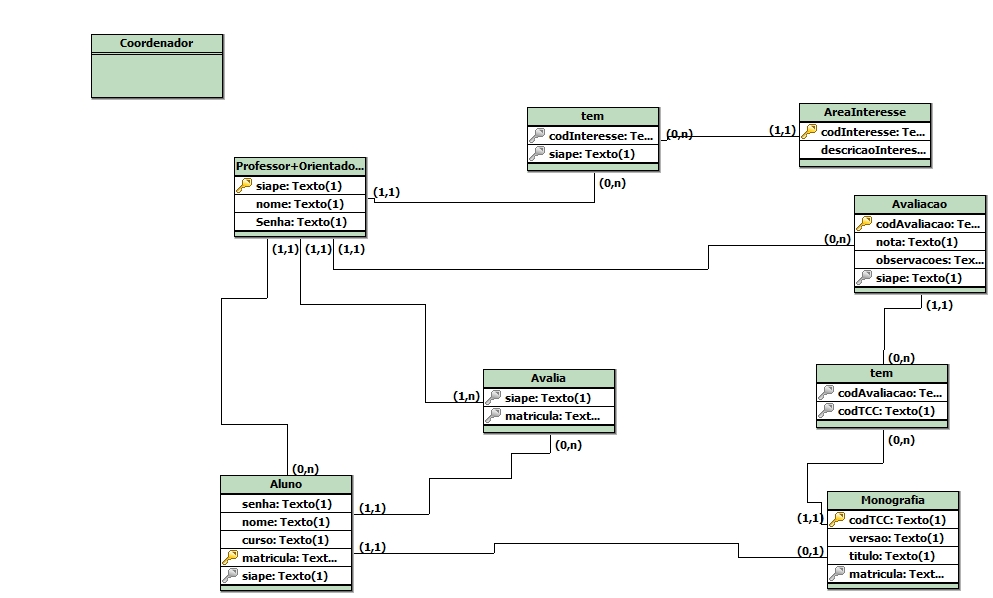 Coordenador
tem
codInteresse: Te...
siape: Texto(1)
(0,n)
(1,1)
AreaInteresse
codInteresse: Te...
descricaoInteres...
(0,n)
Professor+Orientado...
siape: Texto(1)
nome: Texto(1)
Senha: Texto(1)
(1,1)
(1,1)
(1,1)
(1,1)
(0,n)
Avaliacao
codAvaliacao: Te...
nota: Texto(1)
observacoes: Tex...
siape: Texto(1)
(1,1)
(0,n)
tem
codAvaliacao: Te...
codTCC: Texto(1)
(0,n)
Avalia
siape: Texto(1)
matricula: Text...
(1,n)
(0,n)
(0,n)
Aluno
senha: Texto(1)
nome: Texto(1)
curso: Texto(1)
matricula: Text...
siape: Texto(1)
(1,1)
(1,1)
(1,1)
(0,1)
Monografia
codTCC: Texto(1)
versao: Texto(1)
titulo: Texto(1)
matricula: Text...